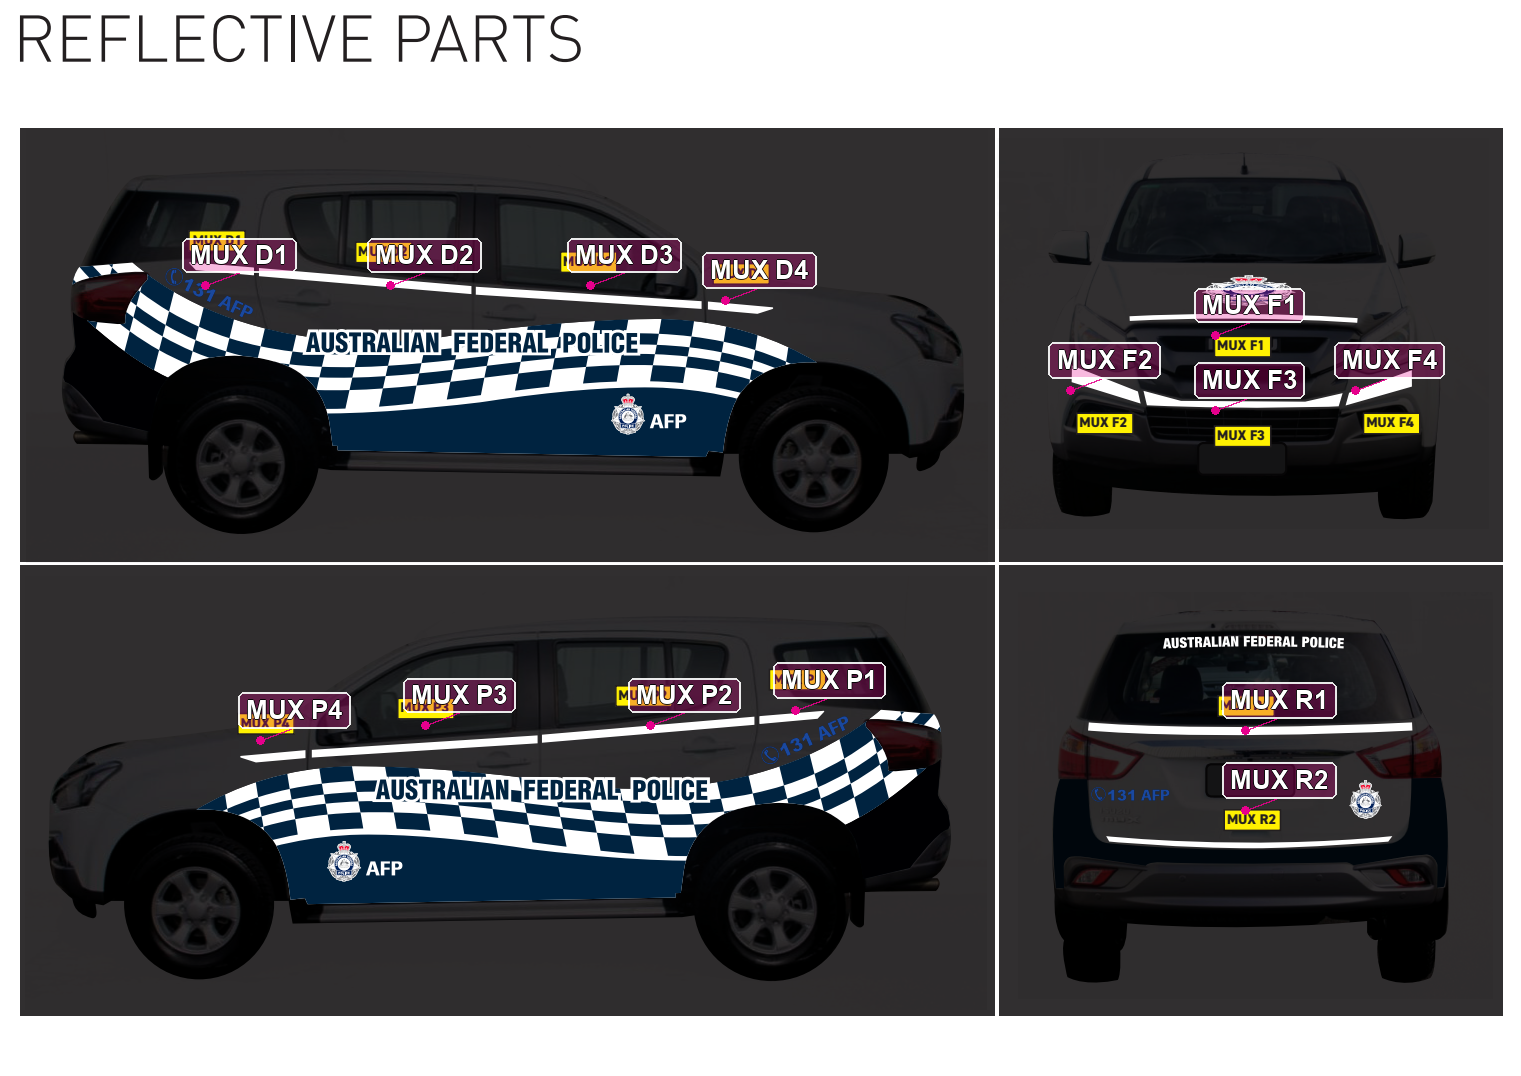 REFLECTIVE PARTS
MUX D1
MUX D2
MUX D3
MUX D4
131 AFP
AUSTRALIAN FEDERAL POLICE
AFP
MUX F1
MUX F1
MUX F2
MUX F3
MUX F4
MUX F2
MUX F3
MUX F4
MUX P4
MUX P3
MUX P2
MUX P1
MUX P4
131 AFP
AUSTRALIAN FEDERAL POLICE
AFP
AUSTRALIAN FEDERAL POLICE
MUX R1
MUX R2
131 AFP
MUX R2